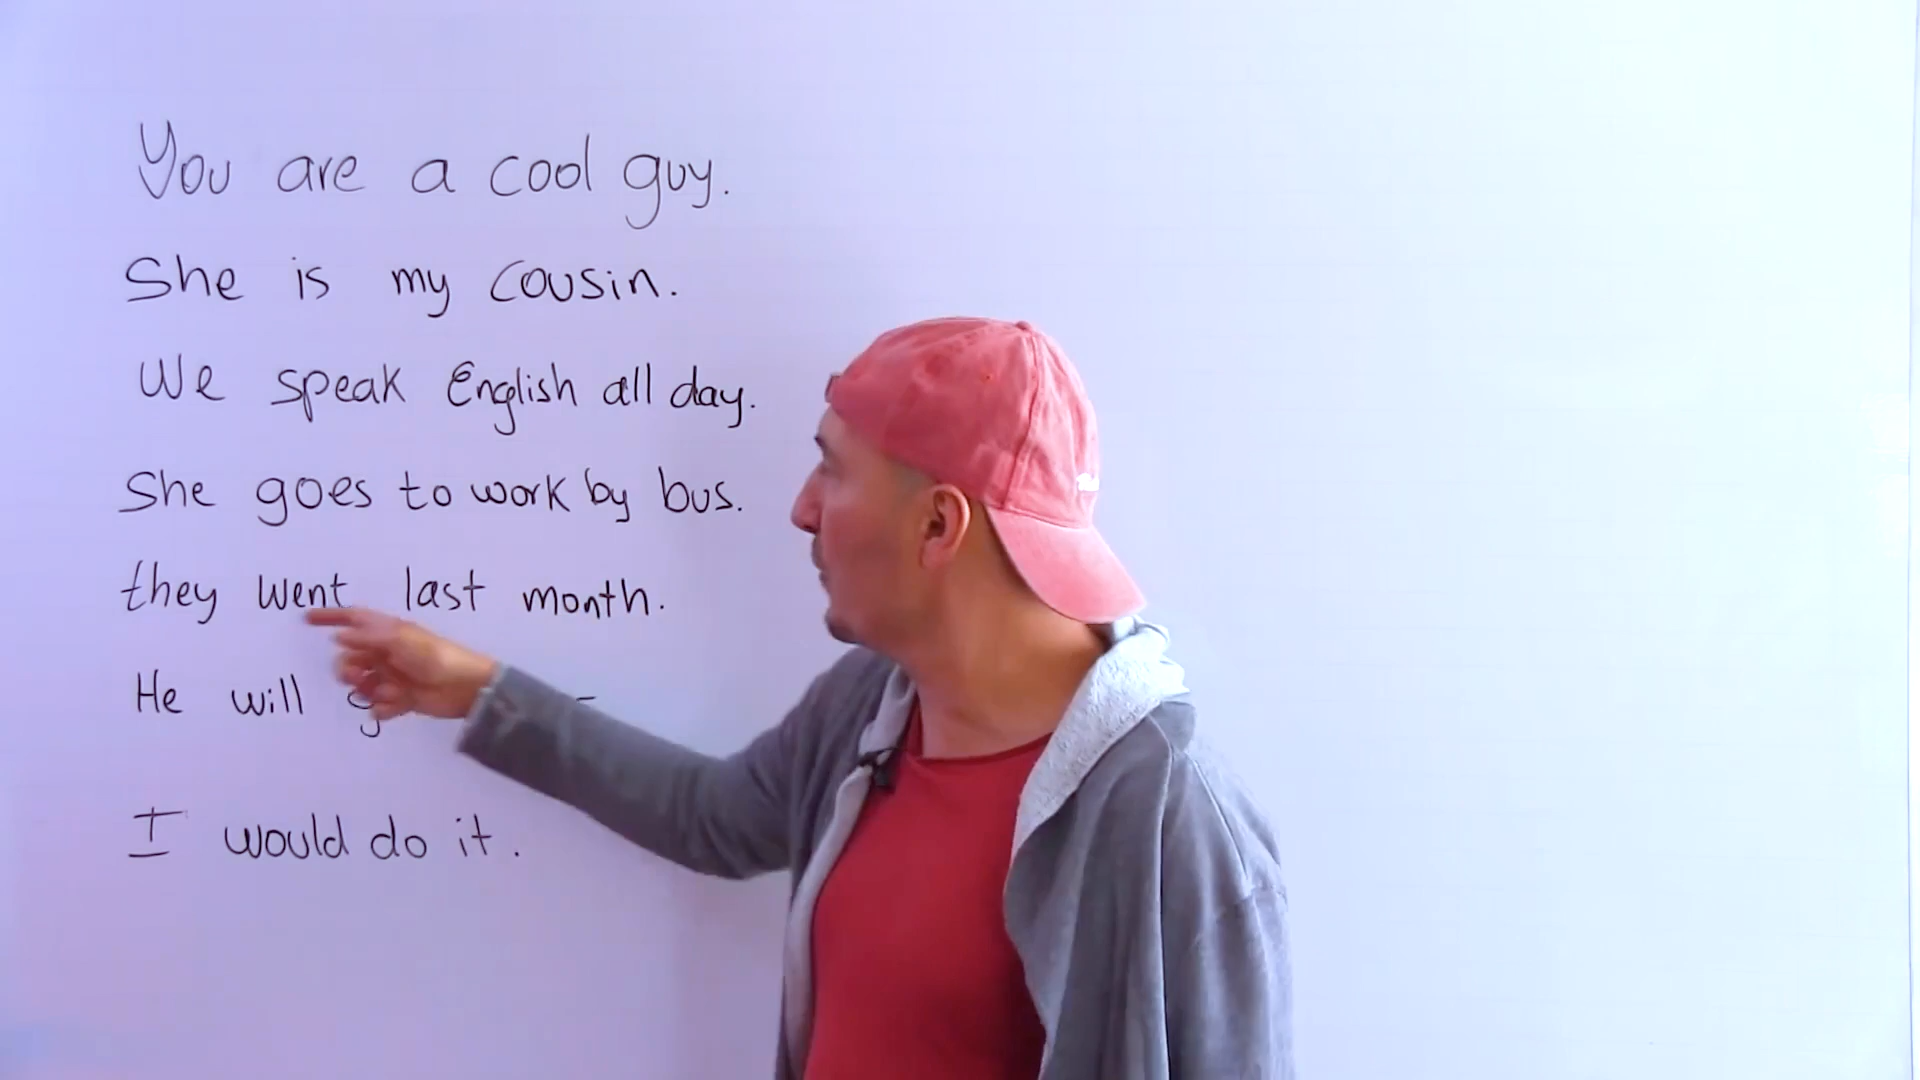 You are a cool guy.
She is my cousin.
We speak English all day.
She goes to work by bus.
they went last month.
He will
I would do it.